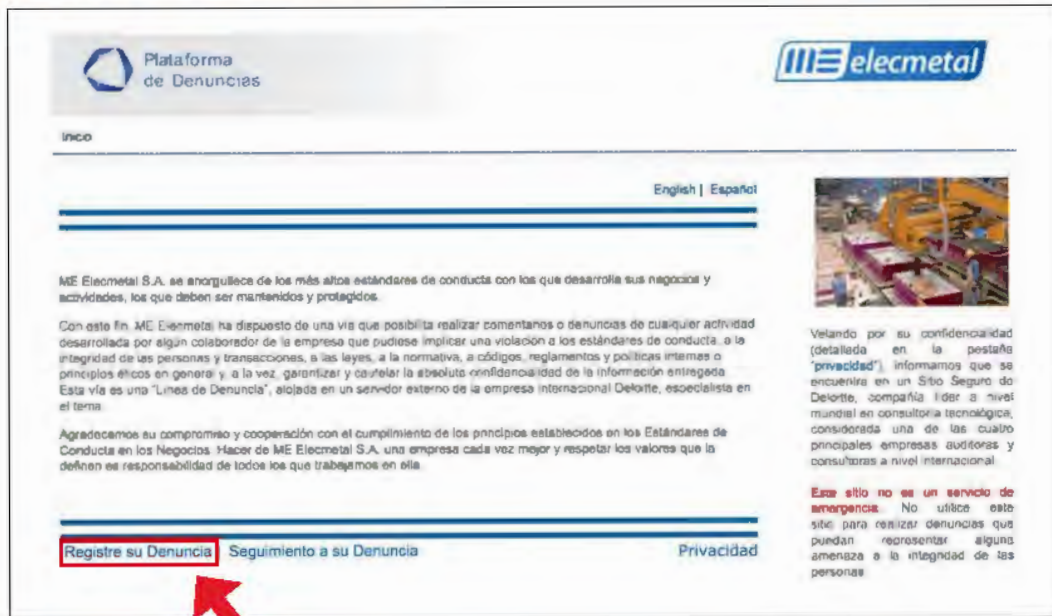 Plataforma
de Denuncias
ME elecmetal
Inicio
English | Español
ME Elecmetal S.A. se enorgullece de los más altos estándares de conducta con los que desarrolla sus negocios y
actividades, los que deben ser mantenidos y protegidos.
Con este fin, ME Elecmetal ha dispuesto de una vía que posibilita realizar comentarios o denuncias de cualquier actividad
desarrollada por algún colaborador de la empresa que pudiese implicar una violación a los estándares de conducta, a la
integridad de las personas y transacciones, a las leyes, a la normativa, a códigos, reglamentos y políticas internas o
principios éticos en general y, a la vez, garantizar y cautelar la absoluta confidencialidad de la información entregada.
Esta vía es una "Línea de Denuncia", alojada en un servidor externo de la empresa internacional Deloitte, especialista en
el tema.
Agradecemos su compromiso y cooperación con el cumplimiento de los principios establecidos en los Estándares de
Conducta en los Negocios. Hacer de ME Elecmetal S.A. una empresa cada vez mejor y respetar los valores que la
definen es responsabilidad de todos los que trabajamos en ella.
Registre su Denuncia Seguimiento a su Denuncia Privacidad
Velando por su confidencialidad
(detallada en la pestaña
"privacidad"), informamos que se
encuentra en un Sitio Seguro de
Deloitte, compañía líder a nivel
mundial en consultoría tecnológica,
considerada una de las cuatro
principales empresas auditoras y
consultoras a nivel internacional.
Este sitio no es un servicio de
emergencia. No utilice este
sitio para realizar denuncias que
puedan representar alguna
amenaza a la integridad de las
personas